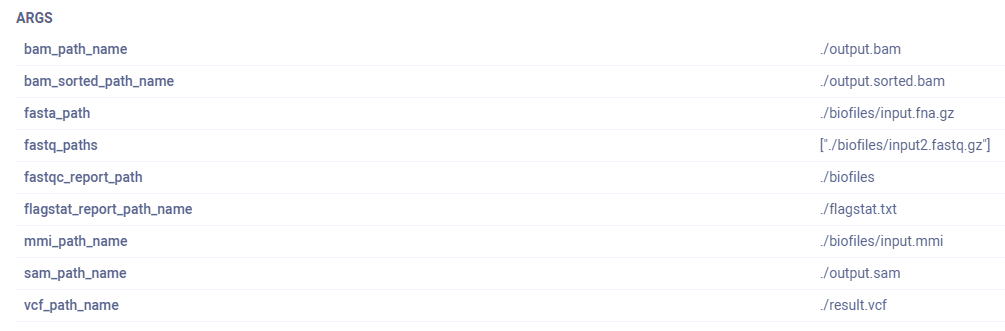 ARGS
bam_path_name ./output.bam
bam_sorted_path_name ./output.sorted.bam
fasta_path ./biofiles/input.fna.gz
fastq_paths ["./biofiles/input2.fastq.gz"]
fastqc_report_path ./biofiles
flagstat_report_path_name ./flagstat.txt
mmi_path_name ./biofiles/input.mmi
sam_path_name ./output.sam
vcf_path_name ./result.vcf